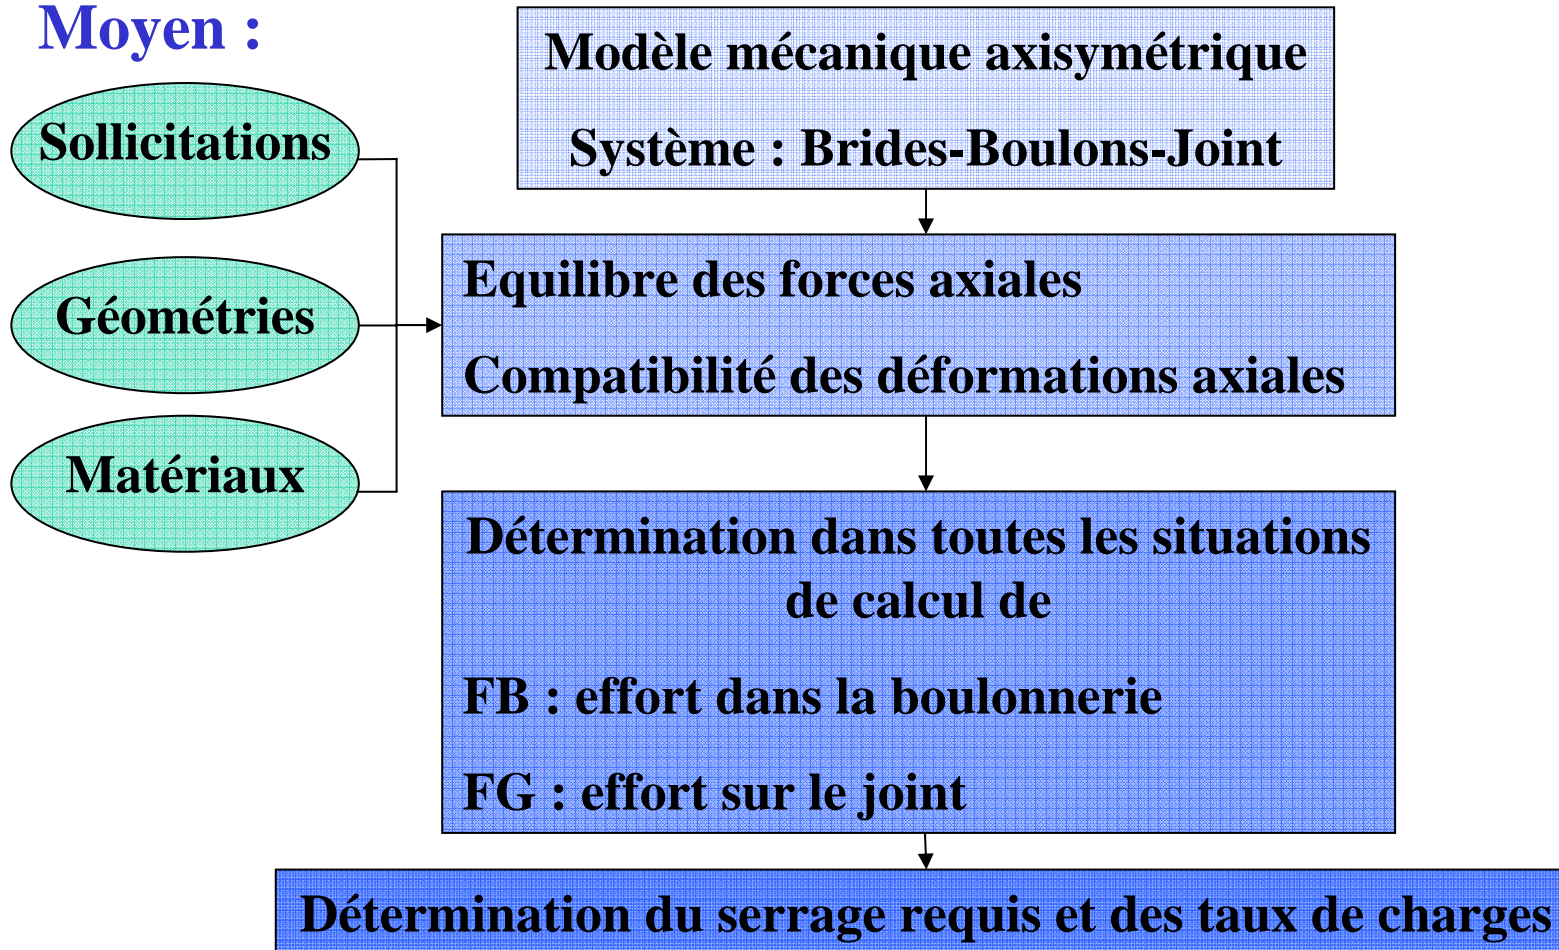 Moyen :
Modèle mécanique axisymétrique
Système : Brides-Boulons-Joint
Sollicitations
Géométries
Matériaux
Equilibre des forces axiales
Compatibilité des déformations axiales
Détermination dans toutes les situations
de calcul de
FB : effort dans la boulonnerie
FG : effort sur le joint
Détermination du serrage requis et des taux de charges